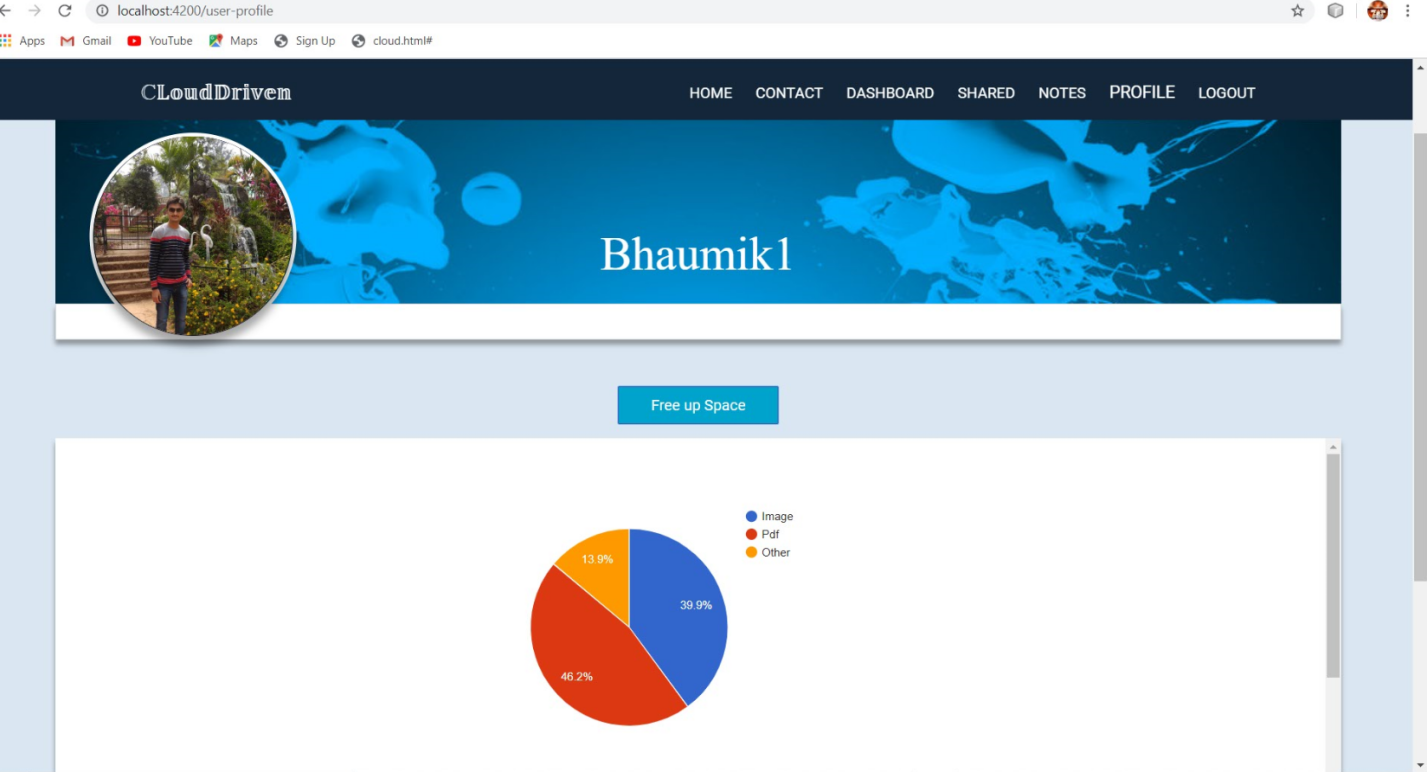 localhost:4200/user-profile
Apps Gmail YouTube Maps Sign Up cloud.html#
CLoudDriven HOME CONTACT DASHBOARD SHARED NOTES PROFILE LOGOUT
Bhaumik1
Free up Space
Image
Pdf
Other
13.9%
39.9%
46.2%